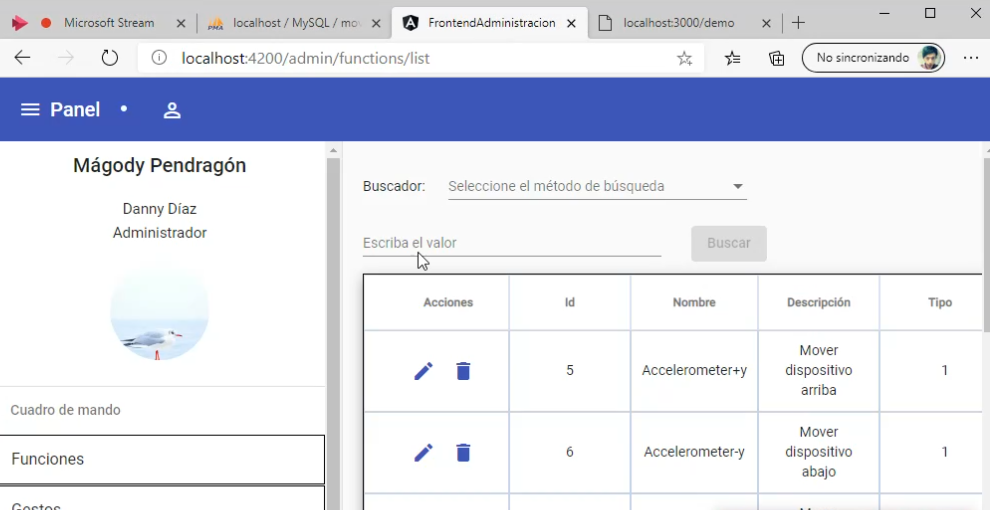 Microsoft Stream
localhost / MySQL / mo
FrontendAdministracion
localhost:3000/demo
localhost:4200/admin/functions/list
No sincronizando
Panel
Mágody Pendragón
Danny Díaz
Administrador
Cuadro de mando
Funciones
Gestos
Buscador:
Seleccione el método de búsqueda
Escriba el valor
Buscar
Acciones Id Nombre Descripción Tipo
5 Accelerometer+y Mover dispositivo arriba 1
6 Accelerometer-y Mover dispositivo abajo 1